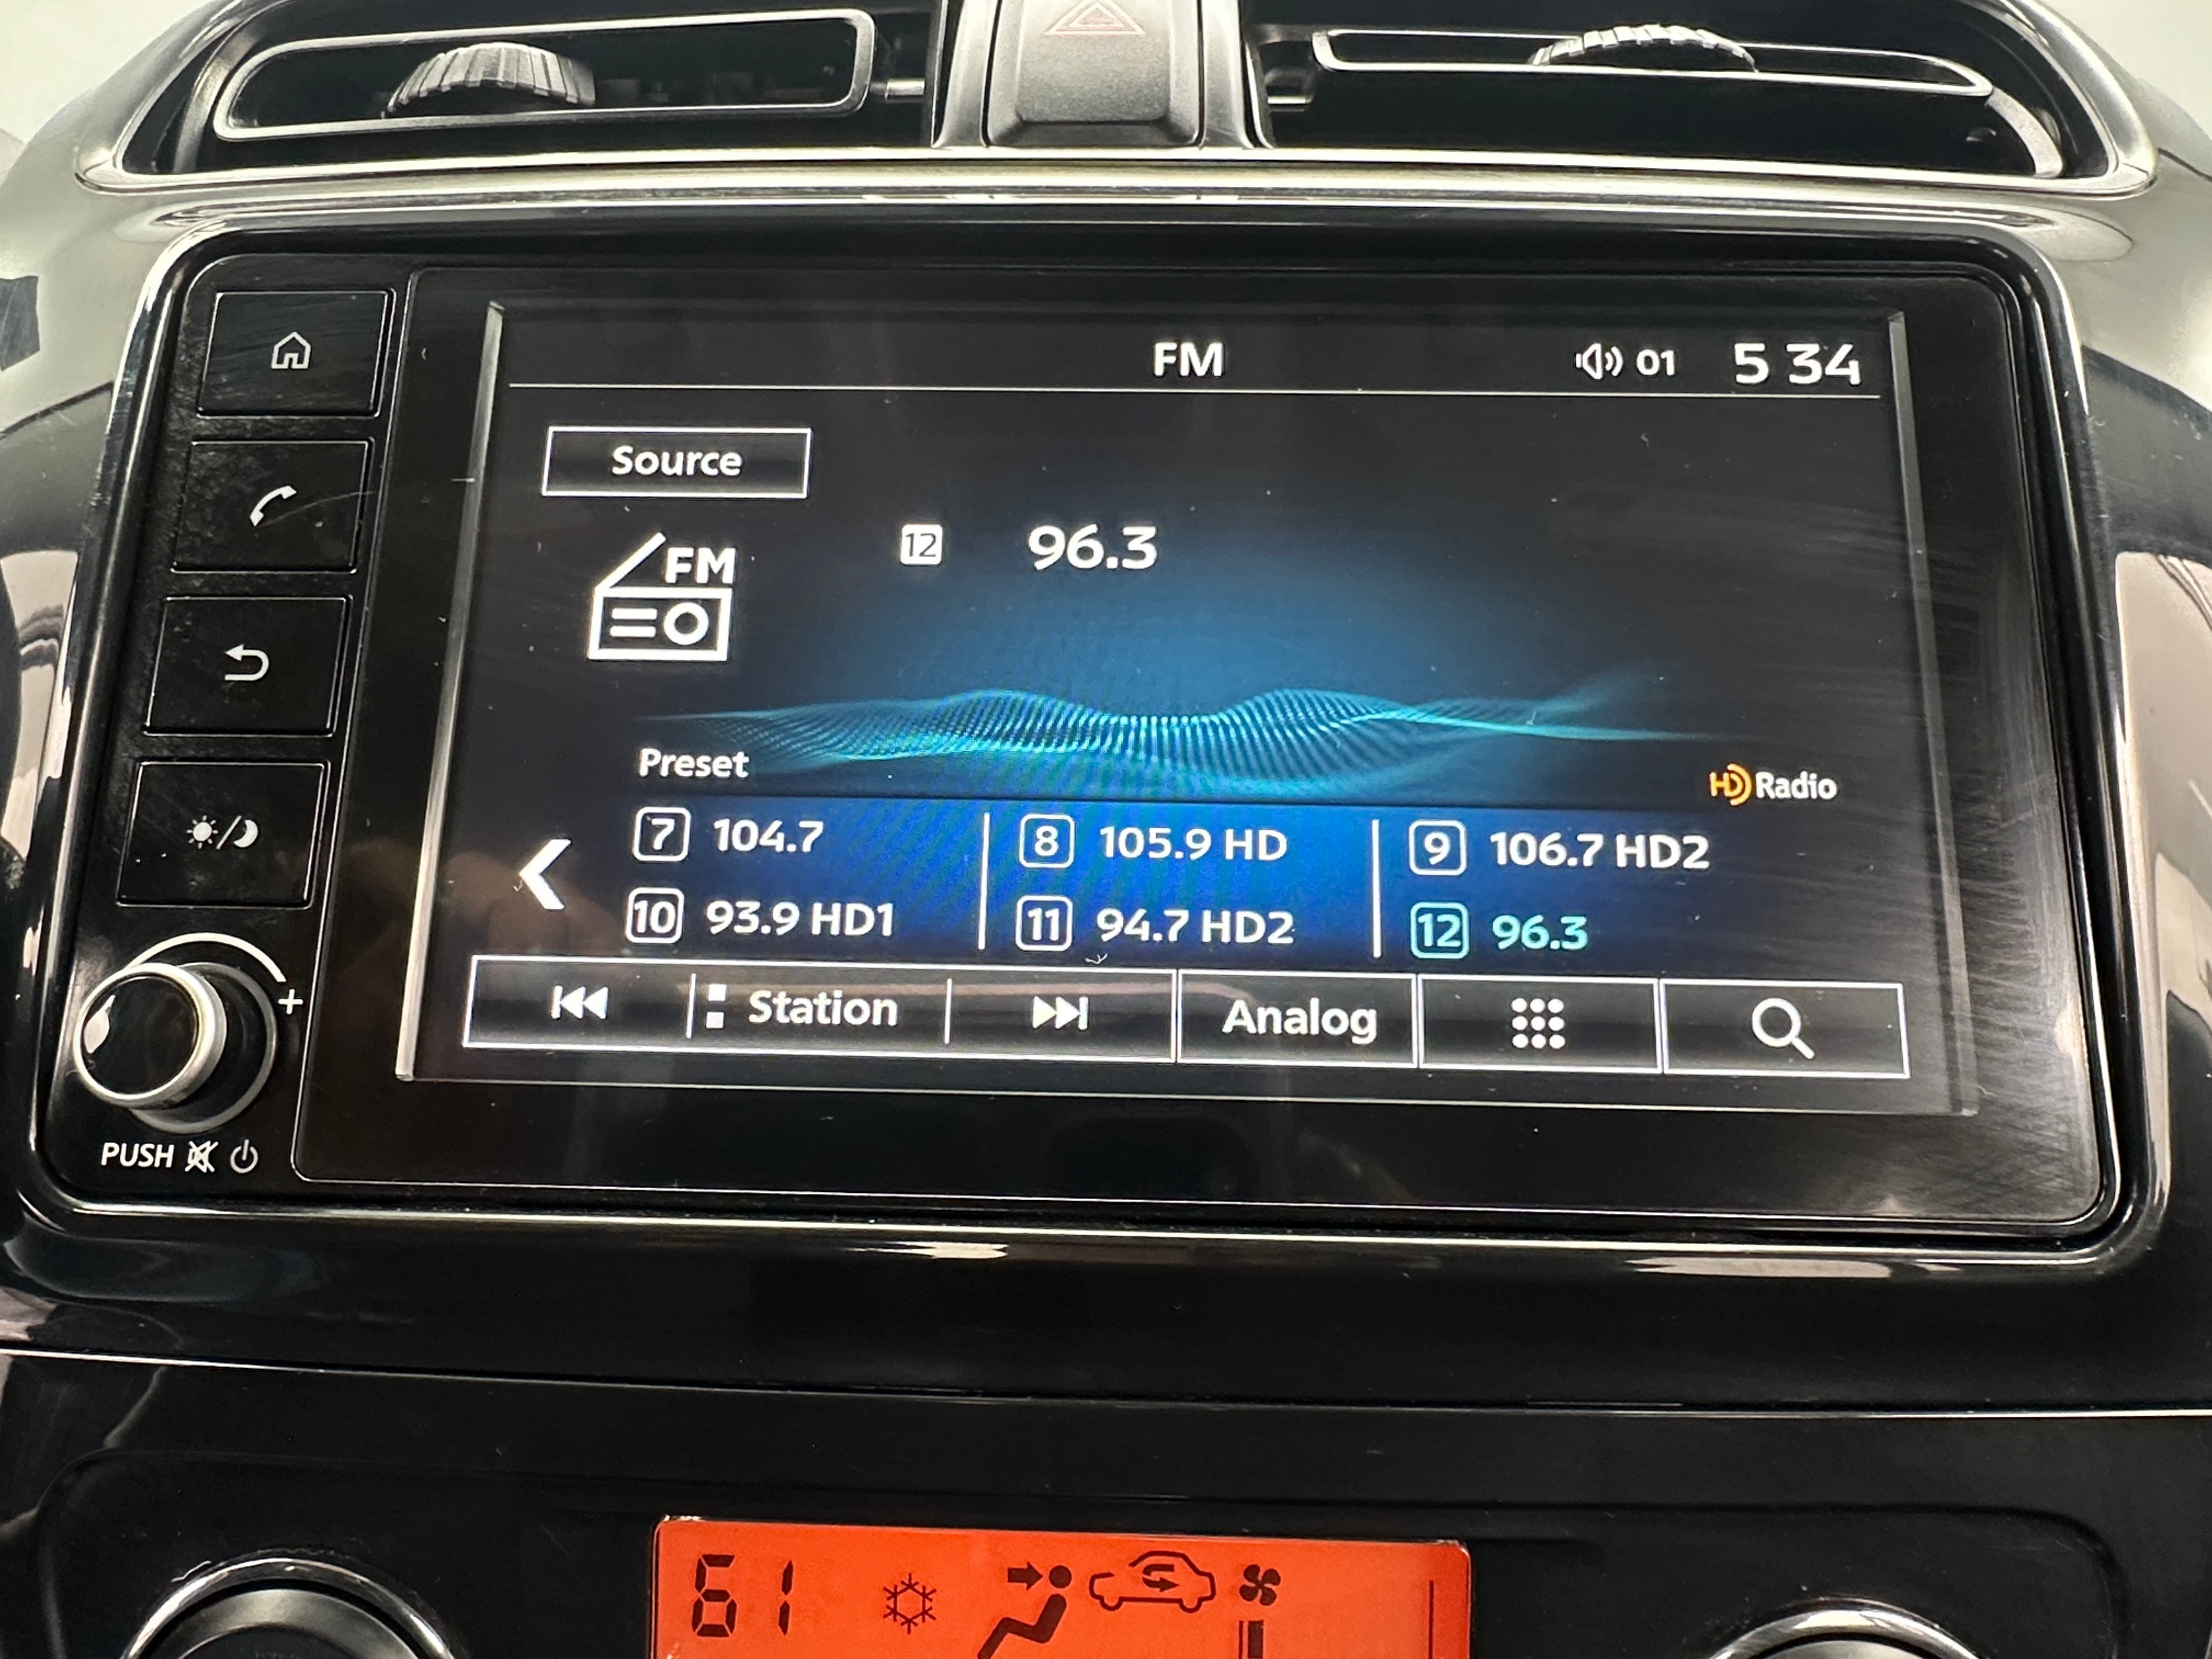 FM 01 5 34
Source
FM
12 96.3
Preset
HD Radio
7 104.7 8 105.9 HD 9 106.7 HD2
10 93.9 HD1 11 94.7 HD2 12 96.3
Station Analog
+
PUSH
61